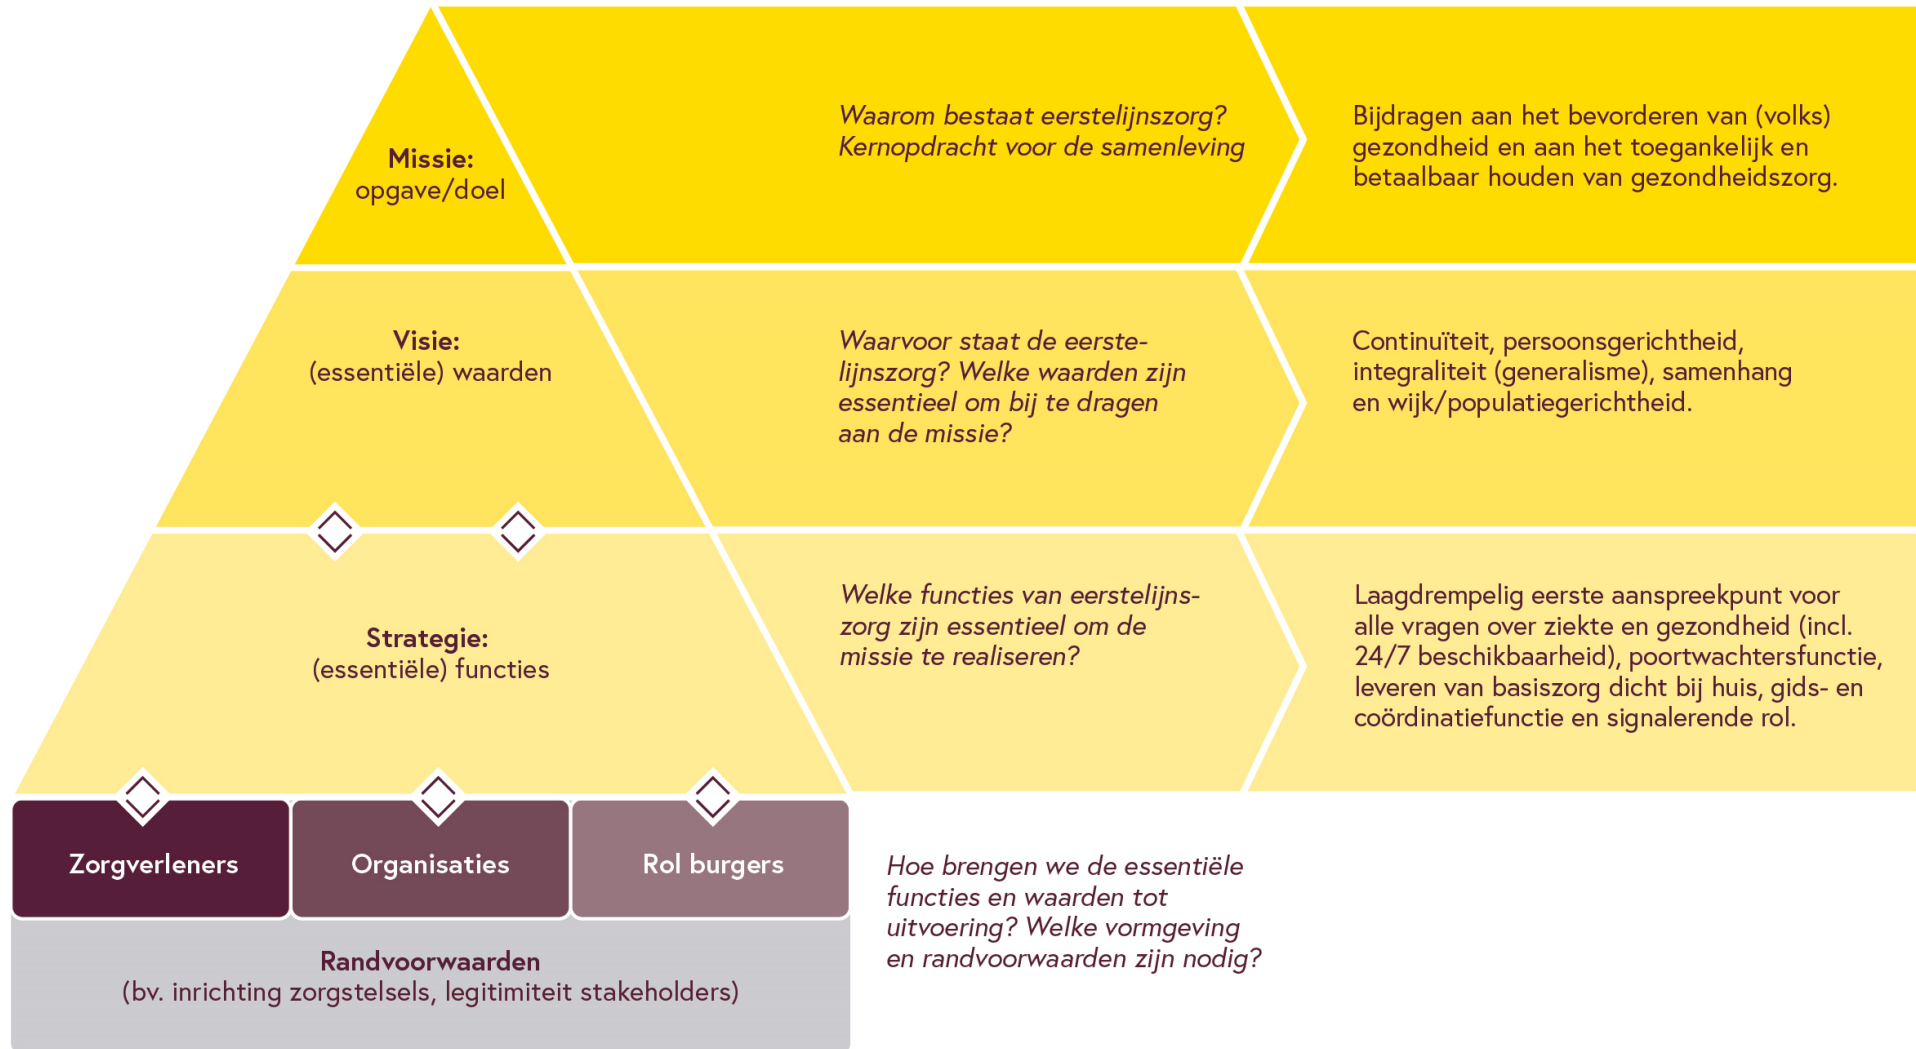 Missie:
opgave/doel
Waarom bestaat eerstelijnszorg?
Kernopdracht voor de samenleving
Bijdragen aan het bevorderen van (volks)
gezondheid en aan het toegankelijk en
betaalbaar houden van gezondheidszorg.
Visie:
(essentiële) waarden
Waarvoor staat de eerste-
lijnszorg? Welke waarden zijn
essentieel om bij te dragen
aan de missie?
Continuïteit, persoonsgerichtheid,
integraliteit (generalisme), samenhang
en wijk/populatiegerichtheid.
Strategie:
(essentiële) functies
Welke functies van eerstelijns-
zorg zijn essentieel om de
missie te realiseren?
Laagdrempelig eerste aanspreekpunt voor
alle vragen over ziekte en gezondheid (incl.
24/7 beschikbaarheid), poortwachtersfunctie,
leveren van basiszorg dicht bij huis, gids- en
coördinatiefunctie en signalerende rol.
Zorgverleners
Organisaties
Rol burgers
Randvoorwaarden
(bv. inrichting zorgstelsels, legitimiteit stakeholders)
Hoe brengen we de essentiële
functies en waarden tot
uitvoering? Welke vormgeving
en randvoorwaarden zijn nodig?